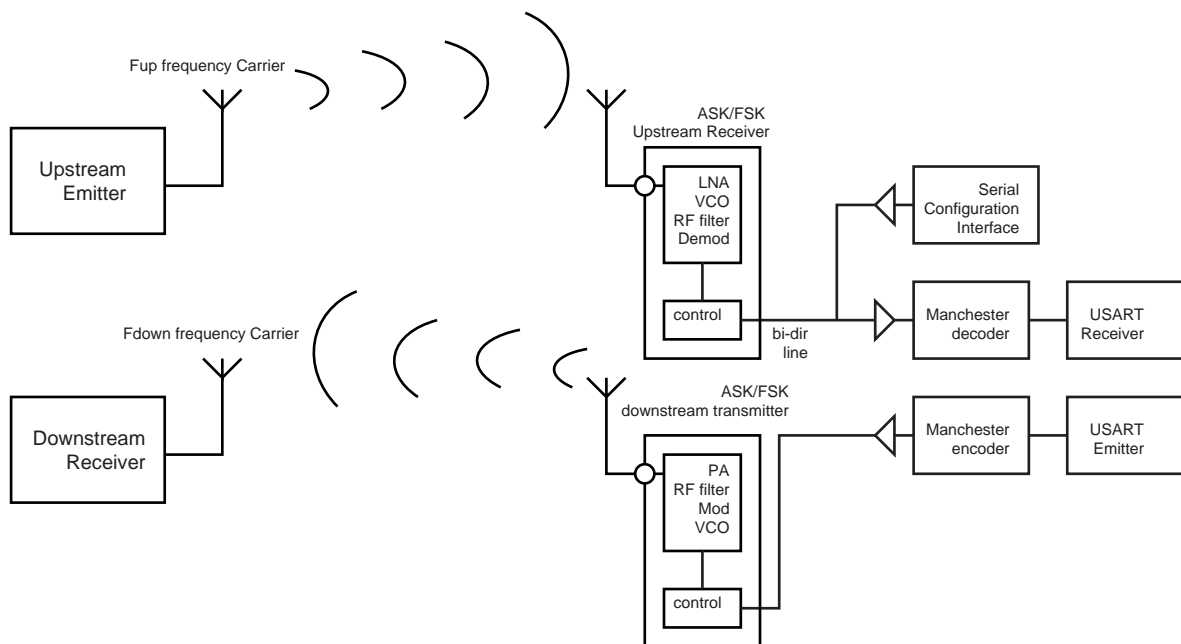 Fup frequency Carrier
Upstream
Emitter
ASK/FSK
Upstream Receiver
LNA
VCO
RF filter
Demod
control
bi-dir
line
Serial
Configuration
Interface
Manchester
decoder
USART
Receiver
Fdown frequency Carrier
Downstream
Receiver
ASK/FSK
downstream transmitter
PA
RF filter
Mod
VCO
control
Manchester
encoder
USART
Emitter